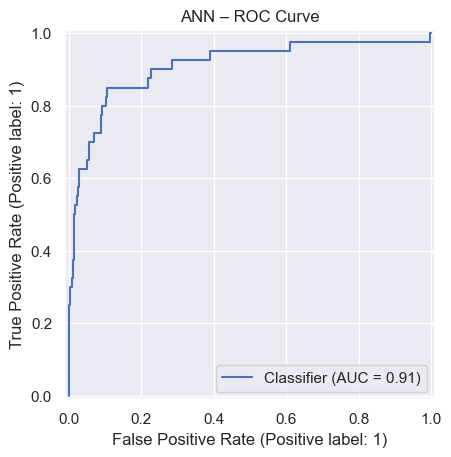 ANN – ROC Curve
True Positive Rate (Positive label: 1)
1.0
0.8
0.6
0.4
0.2
0.0
Classifier (AUC = 0.91)
0.0 0.2 0.4 0.6 0.8 1.0
False Positive Rate (Positive label: 1)